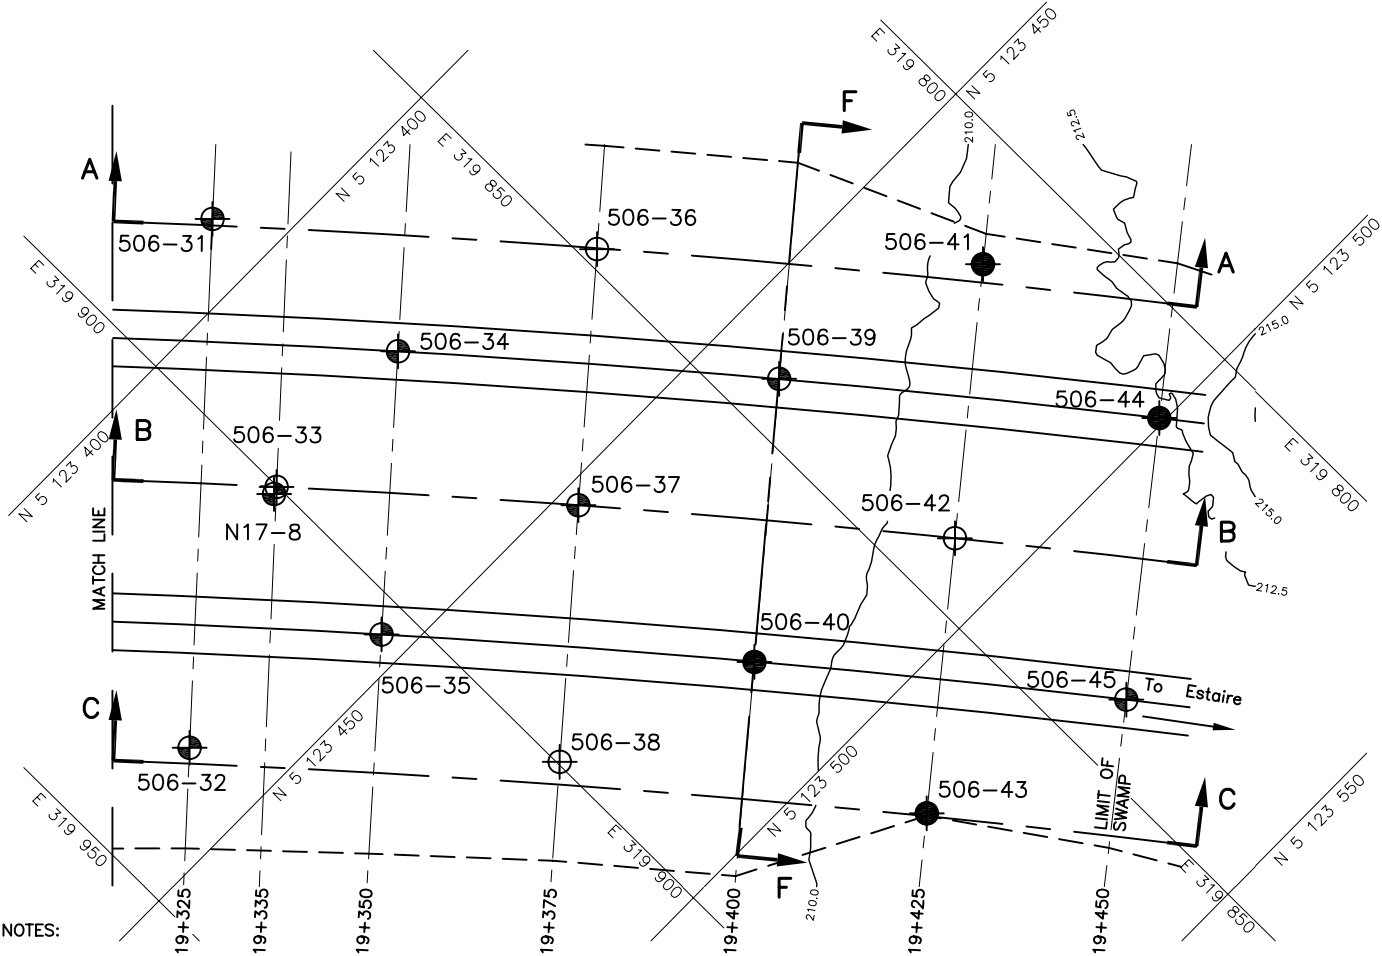 N 5 123 450
E 319 800
F
212.5
210.0
N 5 123 400
E 319 850
A
506-31
506-36
506-41
A
N 5 123 500
E 319 900
215.0
506-34
506-39
506-44
B
506-33
N 5 123 400
E 319 800
506-37
506-42
215.0
N17-8
B
MATCH LINE
212.5
506-40
506-35
506-45
To Estaire
C
506-38
N 5 123 450
N 5 123 500
506-32
506-43
LIMIT OF
SWAMP
C
N 5 123 550
E 319 950
E 319 900
F
210.0
E 319 850
19+325
19+335
19+350
19+375
19+400
19+425
19+450
NOTES: